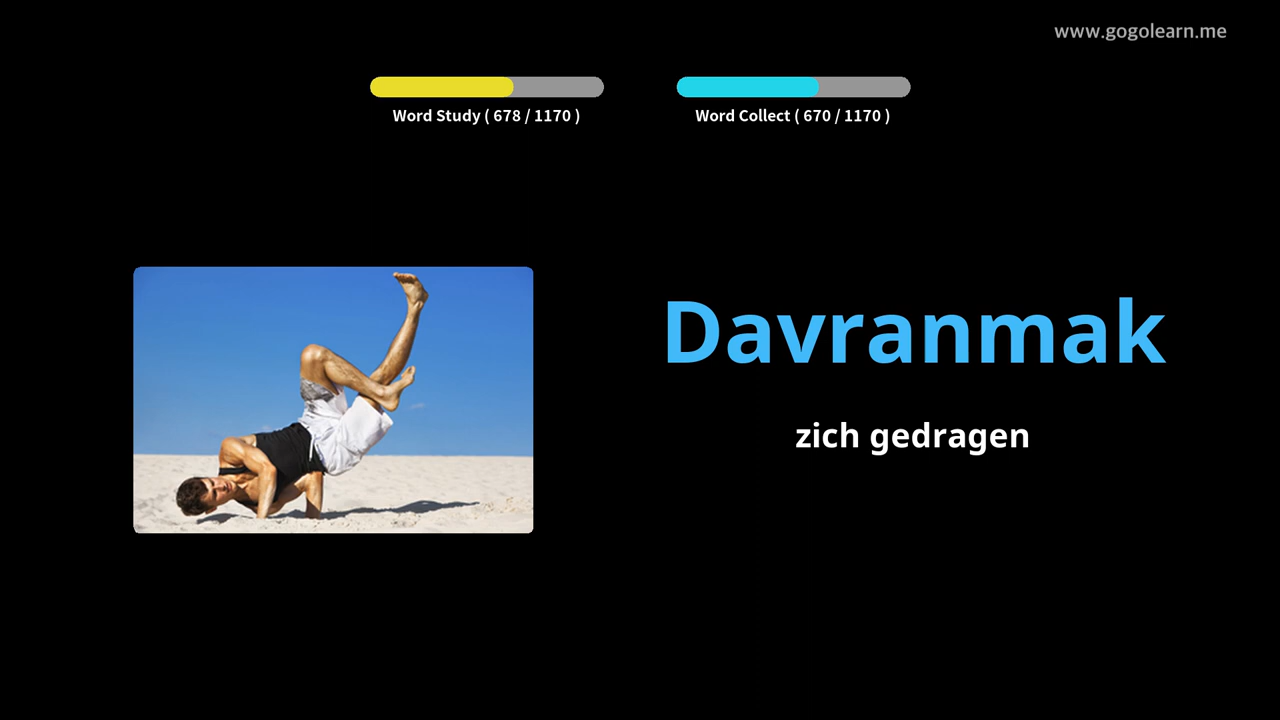 www.gogolearn.me
Word Study ( 678 / 1170 )
Word Collect ( 670 / 1170 )
Davranmak
zich gedragen